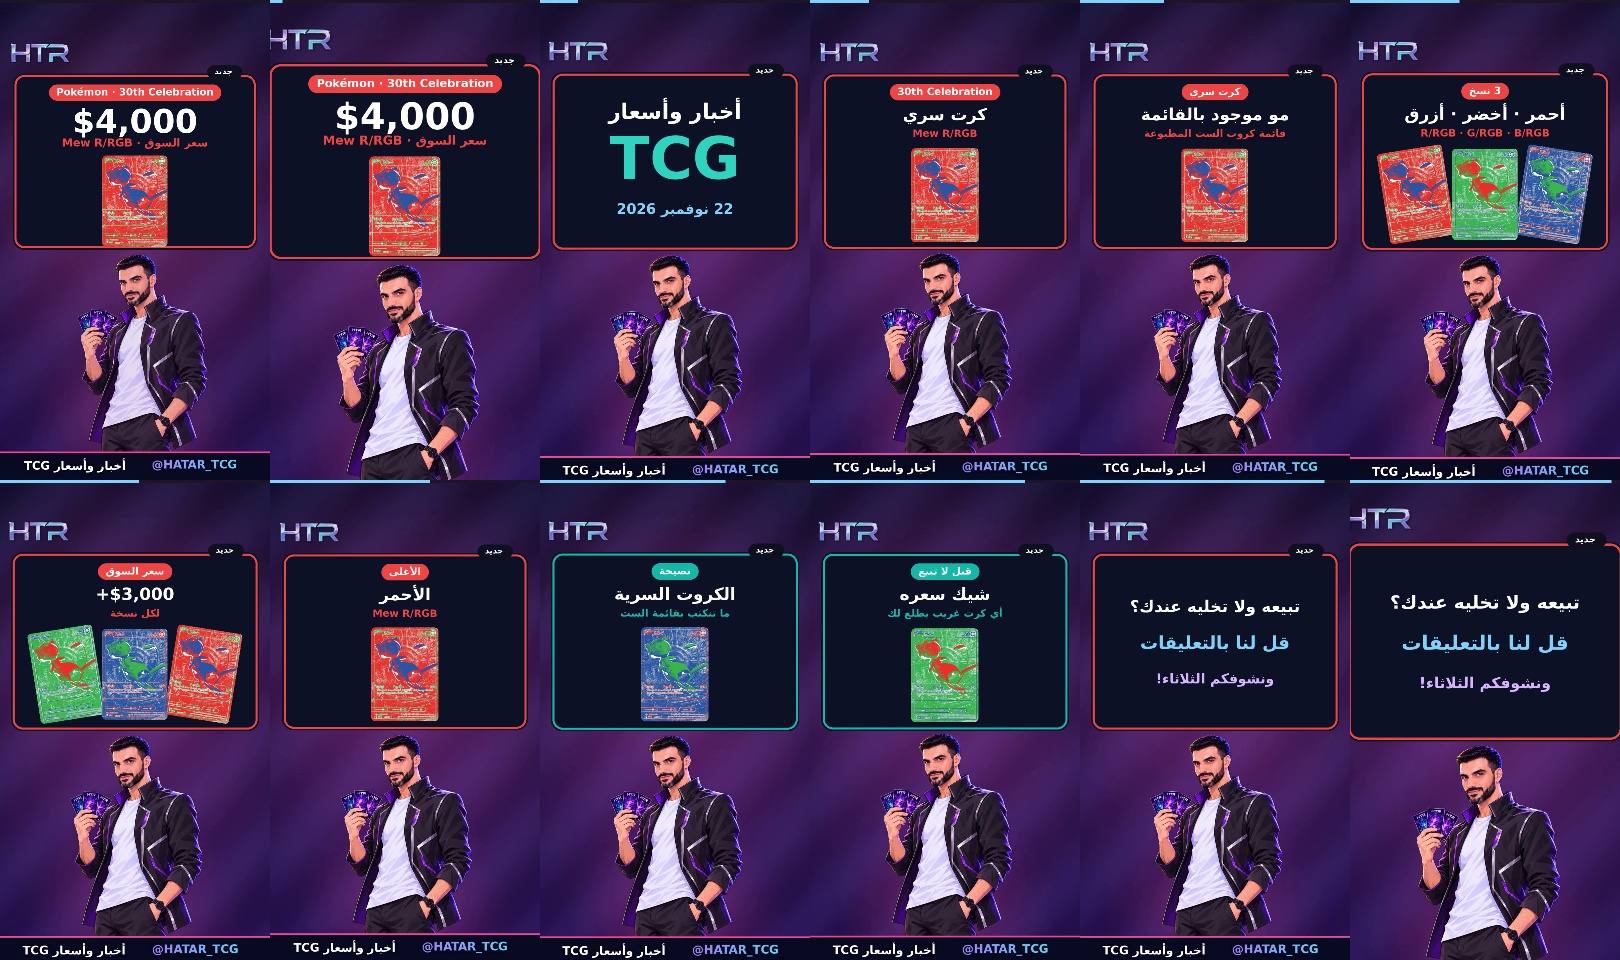 HTR
جديد
Pokémon · 30th Celebration
$4,000
سعر السوق · Mew R/RGB
أخبار وأسعار TCG
@HATAR_TCG
HTR
جديد
Pokémon · 30th Celebration
$4,000
سعر السوق · Mew R/RGB
HTR
جديد
أخبار وأسعار
TCG
22 نوفمبر 2026
أخبار وأسعار TCG
@HATAR_TCG
HTR
جديد
30th Celebration
كرت سري
Mew R/RGB
أخبار وأسعار TCG
@HATAR_TCG
HTR
جديد
كرت سري
مو موجود بالقائمة
قائمة كروت الست المطبوعة
أخبار وأسعار TCG
@HATAR_TCG
HTR
جديد
3 نسخ
أحمر · أخضر · أزرق
R/RGB · G/RGB · B/RGB
أخبار وأسعار TCG
@HATAR_TCG
HTR
جديد
سعر السوق
+$3,000
لكل نسخة
أخبار وأسعار TCG
@HATAR_TCG
HTR
جديد
الأغلى
الأحمر
Mew R/RGB
أخبار وأسعار TCG
@HATAR_TCG
HTR
جديد
نصيحة
الكروت السرية
ما تنكتب بقائمة الست
أخبار وأسعار TCG
@HATAR_TCG
HTR
جديد
قبل لا تبيع
شيك سعره
أي كرت غريب يطلع لك
أخبار وأسعار TCG
@HATAR_TCG
HTR
جديد
تبيعه ولا تخليه عندك؟
قل لنا بالتعليقات
ونشوفكم الثلاثاء!
أخبار وأسعار TCG
@HATAR_TCG
HTR
جديد
تبيعه ولا تخليه عندك؟
قل لنا بالتعليقات
ونشوفكم الثلاثاء!